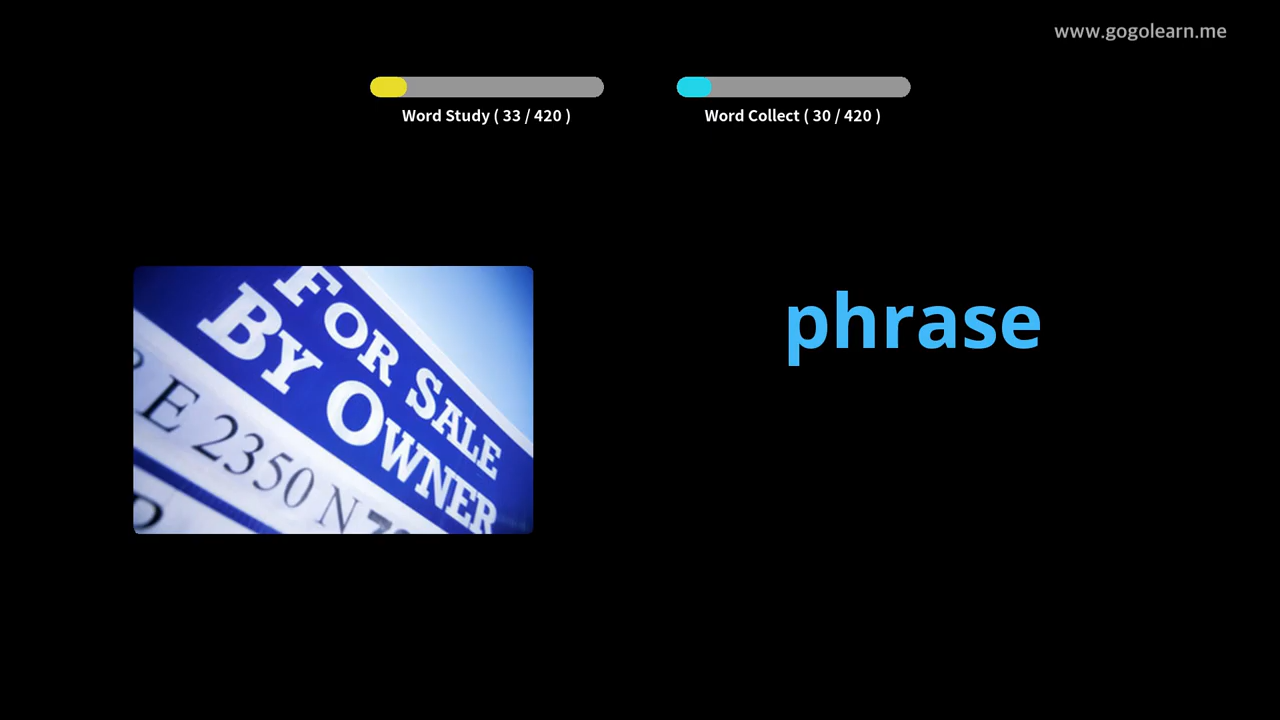 www.gogolearn.me
Word Study ( 33 / 420 )
Word Collect ( 30 / 420 )
FOR SALE
BY OWNER
E 2350 N
phrase